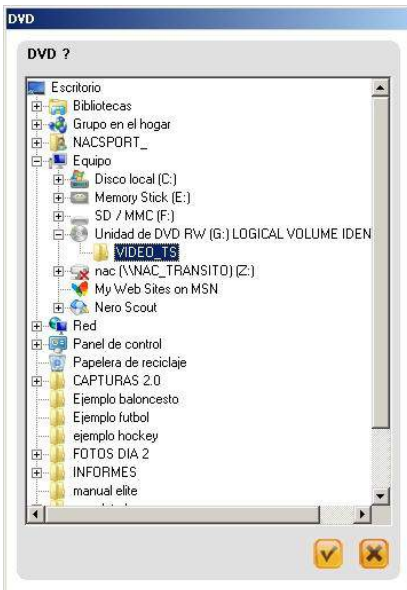 DVD
DVD ?
Escritorio
Bibliotecas
Grupo en el hogar
NACSPORT_
Equipo
Disco local (C:)
Memory Stick (E:)
SD / MMC (F:)
Unidad de DVD RW (G:) LOGICAL VOLUME IDEN
VIDEO_TS
nac (\\NAC_TRANSITO) (Z:)
My Web Sites on MSN
Nero Scout
Red
Panel de control
Papelera de reciclaje
CAPTURAS 2.0
Ejemplo baloncesto
Ejemplo futbol
ejemplo hockey
FOTOS DIA 2
INFORMES
manual elite